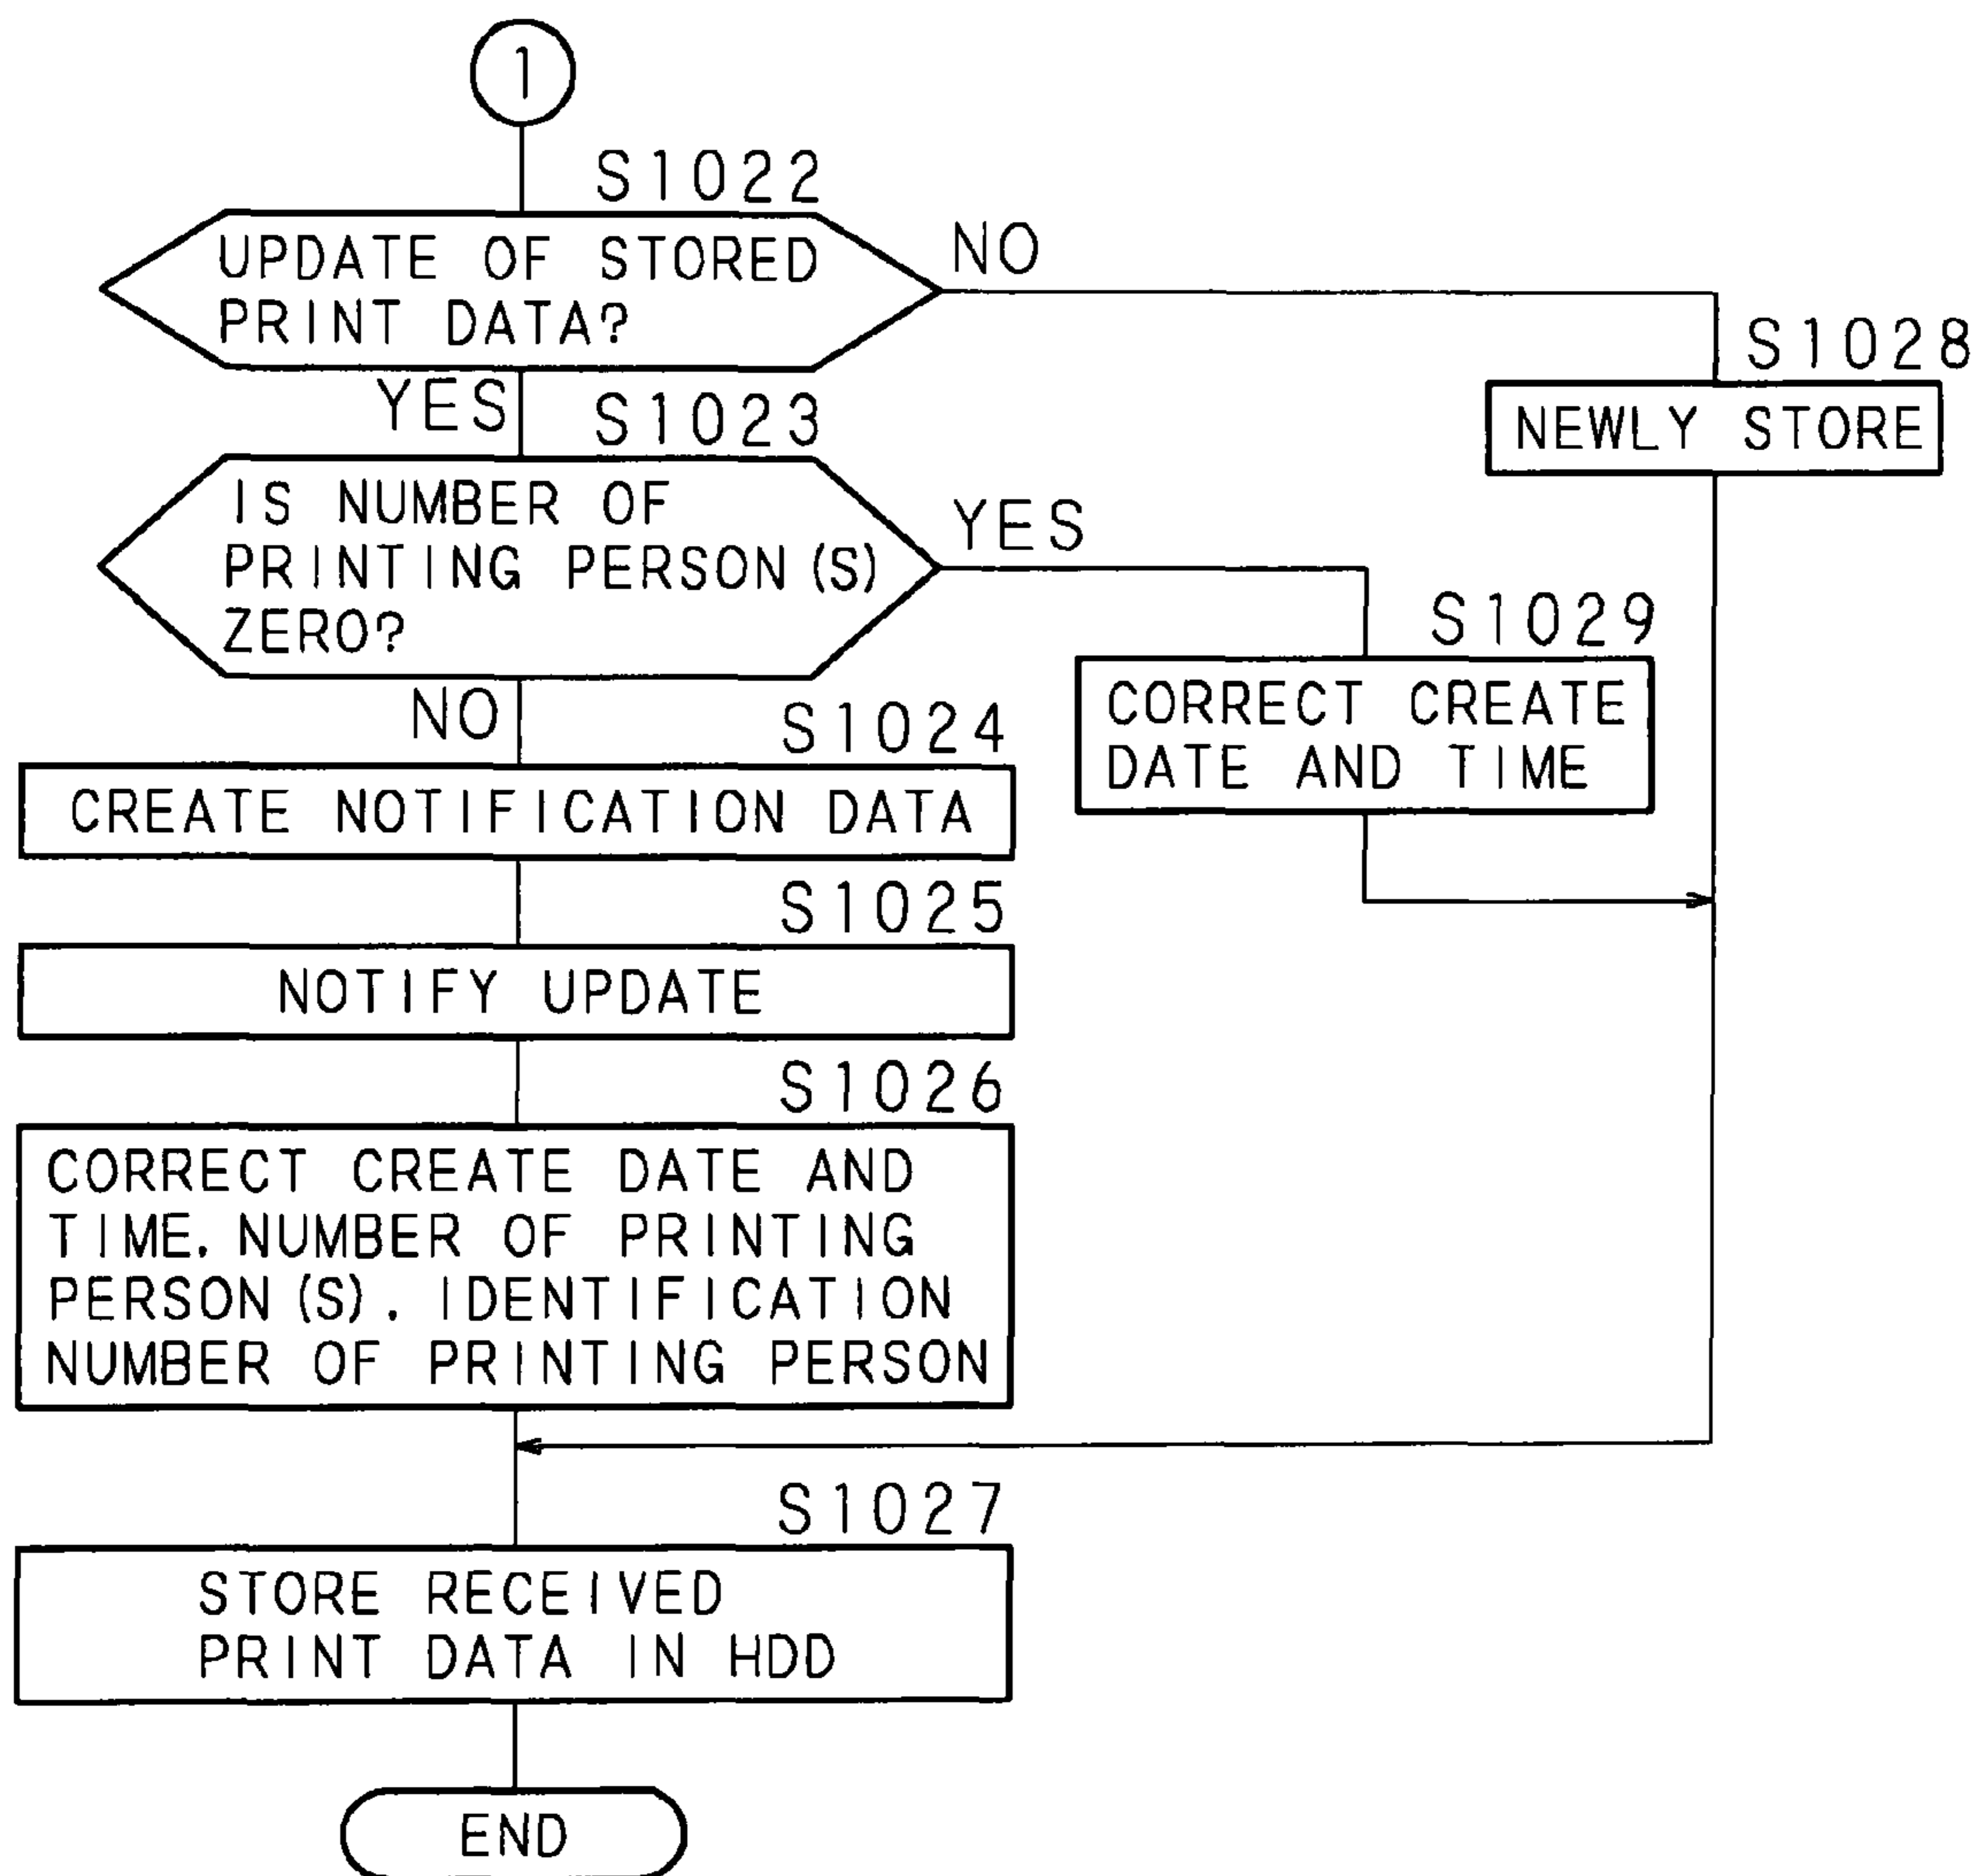 1
S1022
UPDATE OF STORED
PRINT DATA?
NO
YES
S1028
NEWLY STORE
S1023
IS NUMBER OF
PRINTING PERSON(S)
ZERO?
YES
NO
S1029
CORRECT CREATE
DATE AND TIME
S1024
CREATE NOTIFICATION DATA
S1025
NOTIFY UPDATE
S1026
CORRECT CREATE DATE AND
TIME, NUMBER OF PRINTING
PERSON(S), IDENTIFICATION
NUMBER OF PRINTING PERSON
S1027
STORE RECEIVED
PRINT DATA IN HDD
END